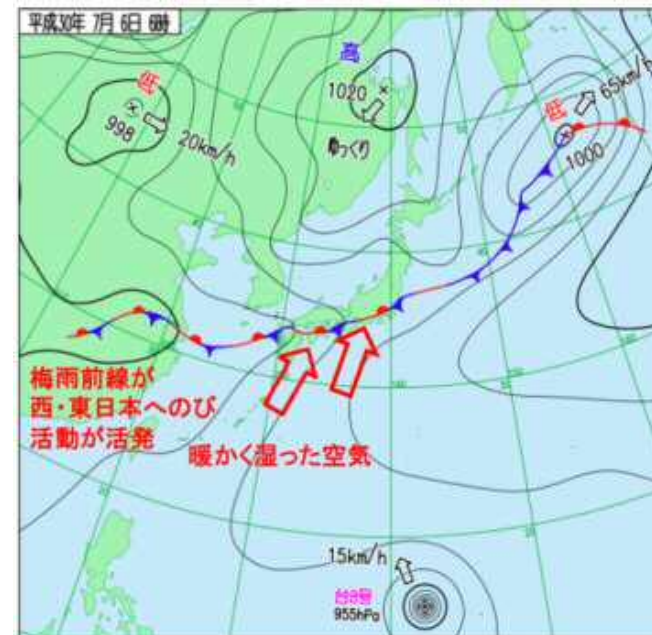 平成30年 7月 6日 6時
低
998
20km/h
高
1020
ゆっくり
低
65km/h
1000
梅雨前線が
西・東日本へのび
活動が活発
暖かく湿った空気
15km/h
台8号
955hPa